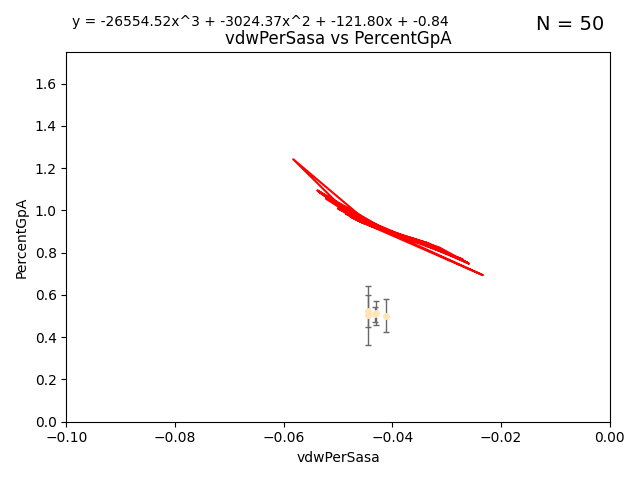 y = -26554.52x^3 + -3024.37x^2 + -121.80x + -0.84
N = 50
vdwPerSasa vs PercentGpA
1.6
1.4
1.2
1.0
0.8
0.6
0.4
0.2
0.0
PercentGpA
−0.10 −0.08 −0.06 −0.04 −0.02 0.00
vdwPerSasa